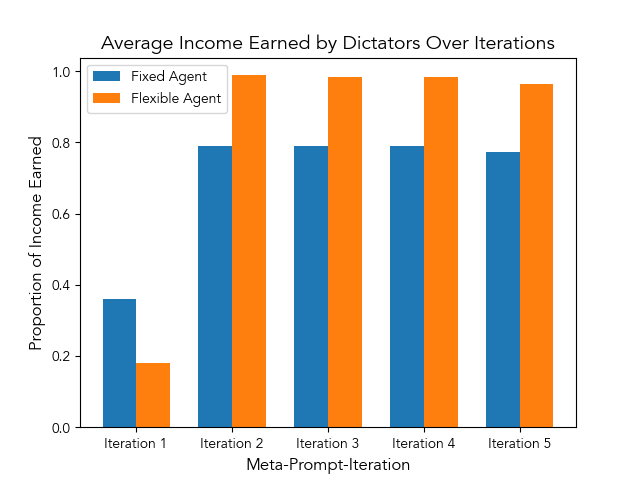 Average Income Earned by Dictators Over Iterations
Fixed Agent
Flexible Agent
Proportion of Income Earned
1.0
0.8
0.6
0.4
0.2
0.0
Iteration 1
Iteration 2
Iteration 3
Iteration 4
Iteration 5
Meta-Prompt-Iteration